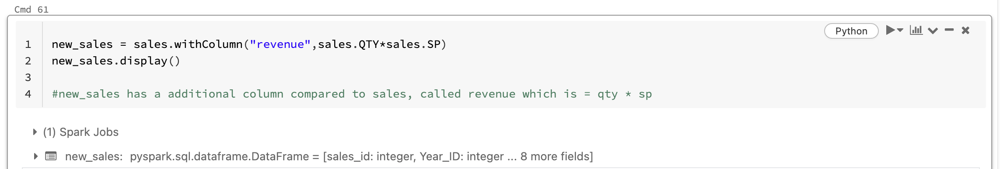 Cmd 61
Python
1 new_sales = sales.withColumn("revenue",sales.QTY*sales.SP)
2 new_sales.display()
3
4 #new_sales has a additional column compared to sales, called revenue which is = qty * sp
(1) Spark Jobs
new_sales: pyspark.sql.dataframe.DataFrame = [sales_id: integer, Year_ID: integer ... 8 more fields]